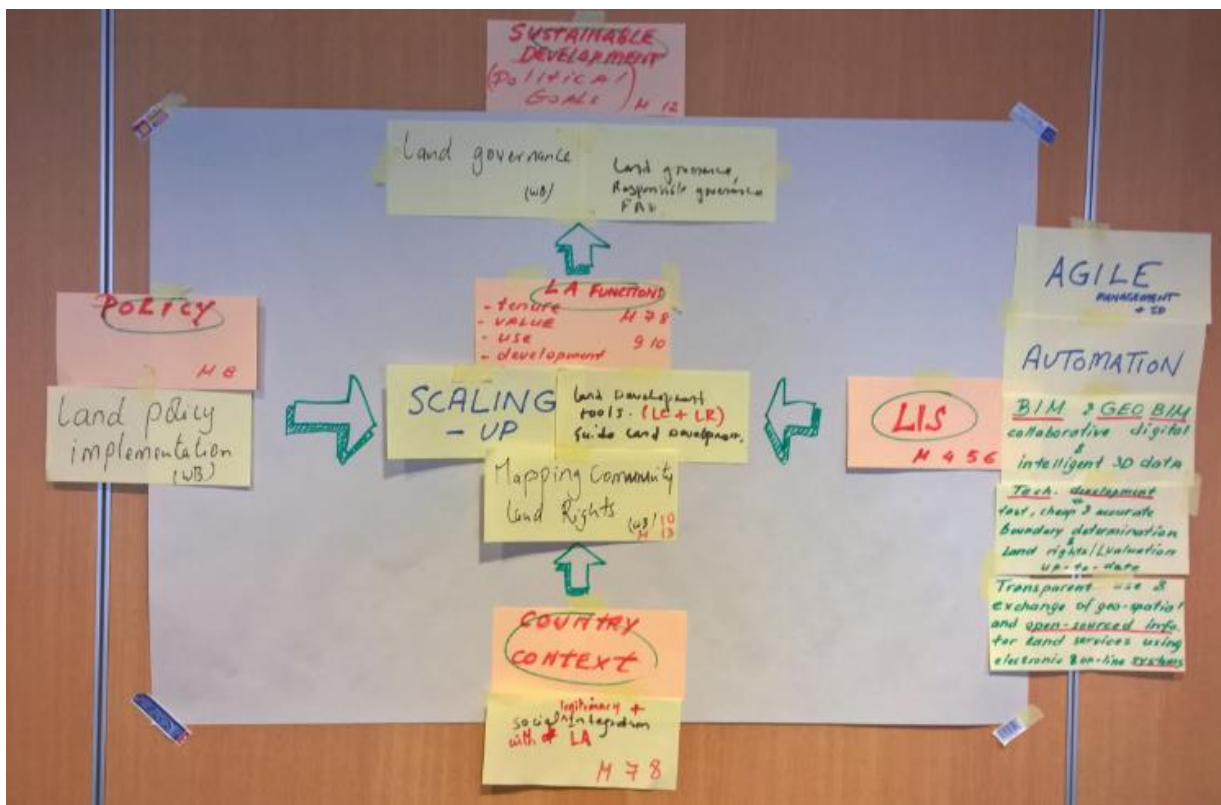 SUSTAINABLE
DEVELOPMENT
(POLITICAL
GOALS) M 12
Land governance
(WB)
Land governance,
Responsible governance
FAO
LA FUNCTIONS
- tenure
- VALUE M 7 8
- use 9 10
- development
POLICY
M 8
Land policy
implementation
(WB)
SCALING
- UP
Land Development
tools. (LC + LR)
Guide Land Development.
Mapping Community
Land Rights
(WB) 10
M 13
LIS
M 4 5 6
AGILE
MANAGEMENT
AUTOMATION
BIM & GEO BIM
collaborative digital
&
intelligent 3D data
Tech. development
fast, cheap & accurate
Boundary determination
&
Land rights/Lvaluation
up-to-date
Transparent use &
exchange of geo-spatial
and open-sourced info.
for Land services using
electronic & on-line systems
COUNTRY
CONTEXT
legitimacy +
social Integration
with LA
M 7 8